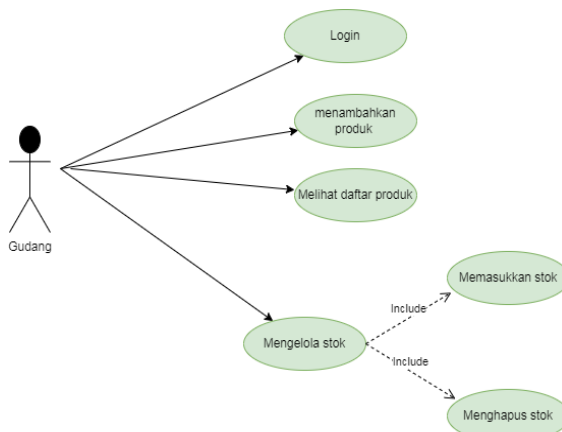 Login
menambahkan
produk
Melihat daftar produk
Gudang
Memasukkan stok
Include
Mengelola stok
Include
Menghapus stok